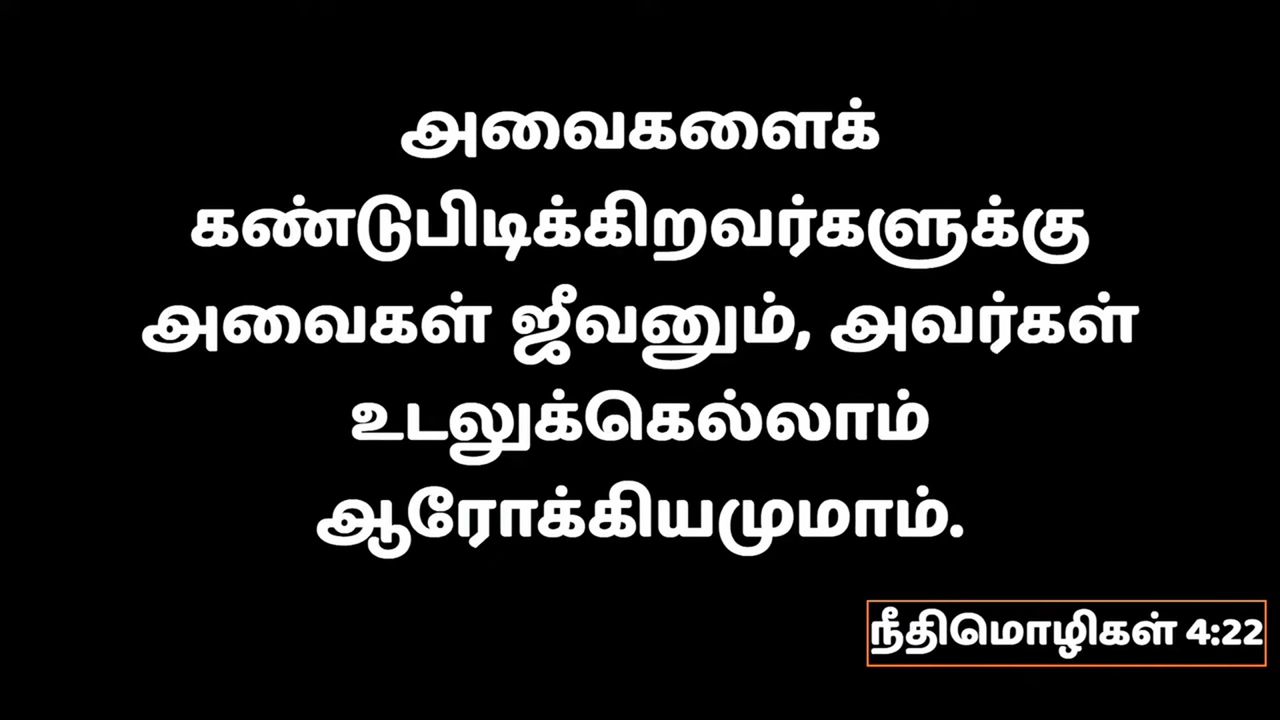 அவைகளைக்
கண்டுபிடிக்கிறவர்களுக்கு
அவைகள் ஜீவனும், அவர்கள்
உடலுக்கெல்லாம்
ஆரோக்கியமுமாம்.
நீதிமொழிகள் 4:22